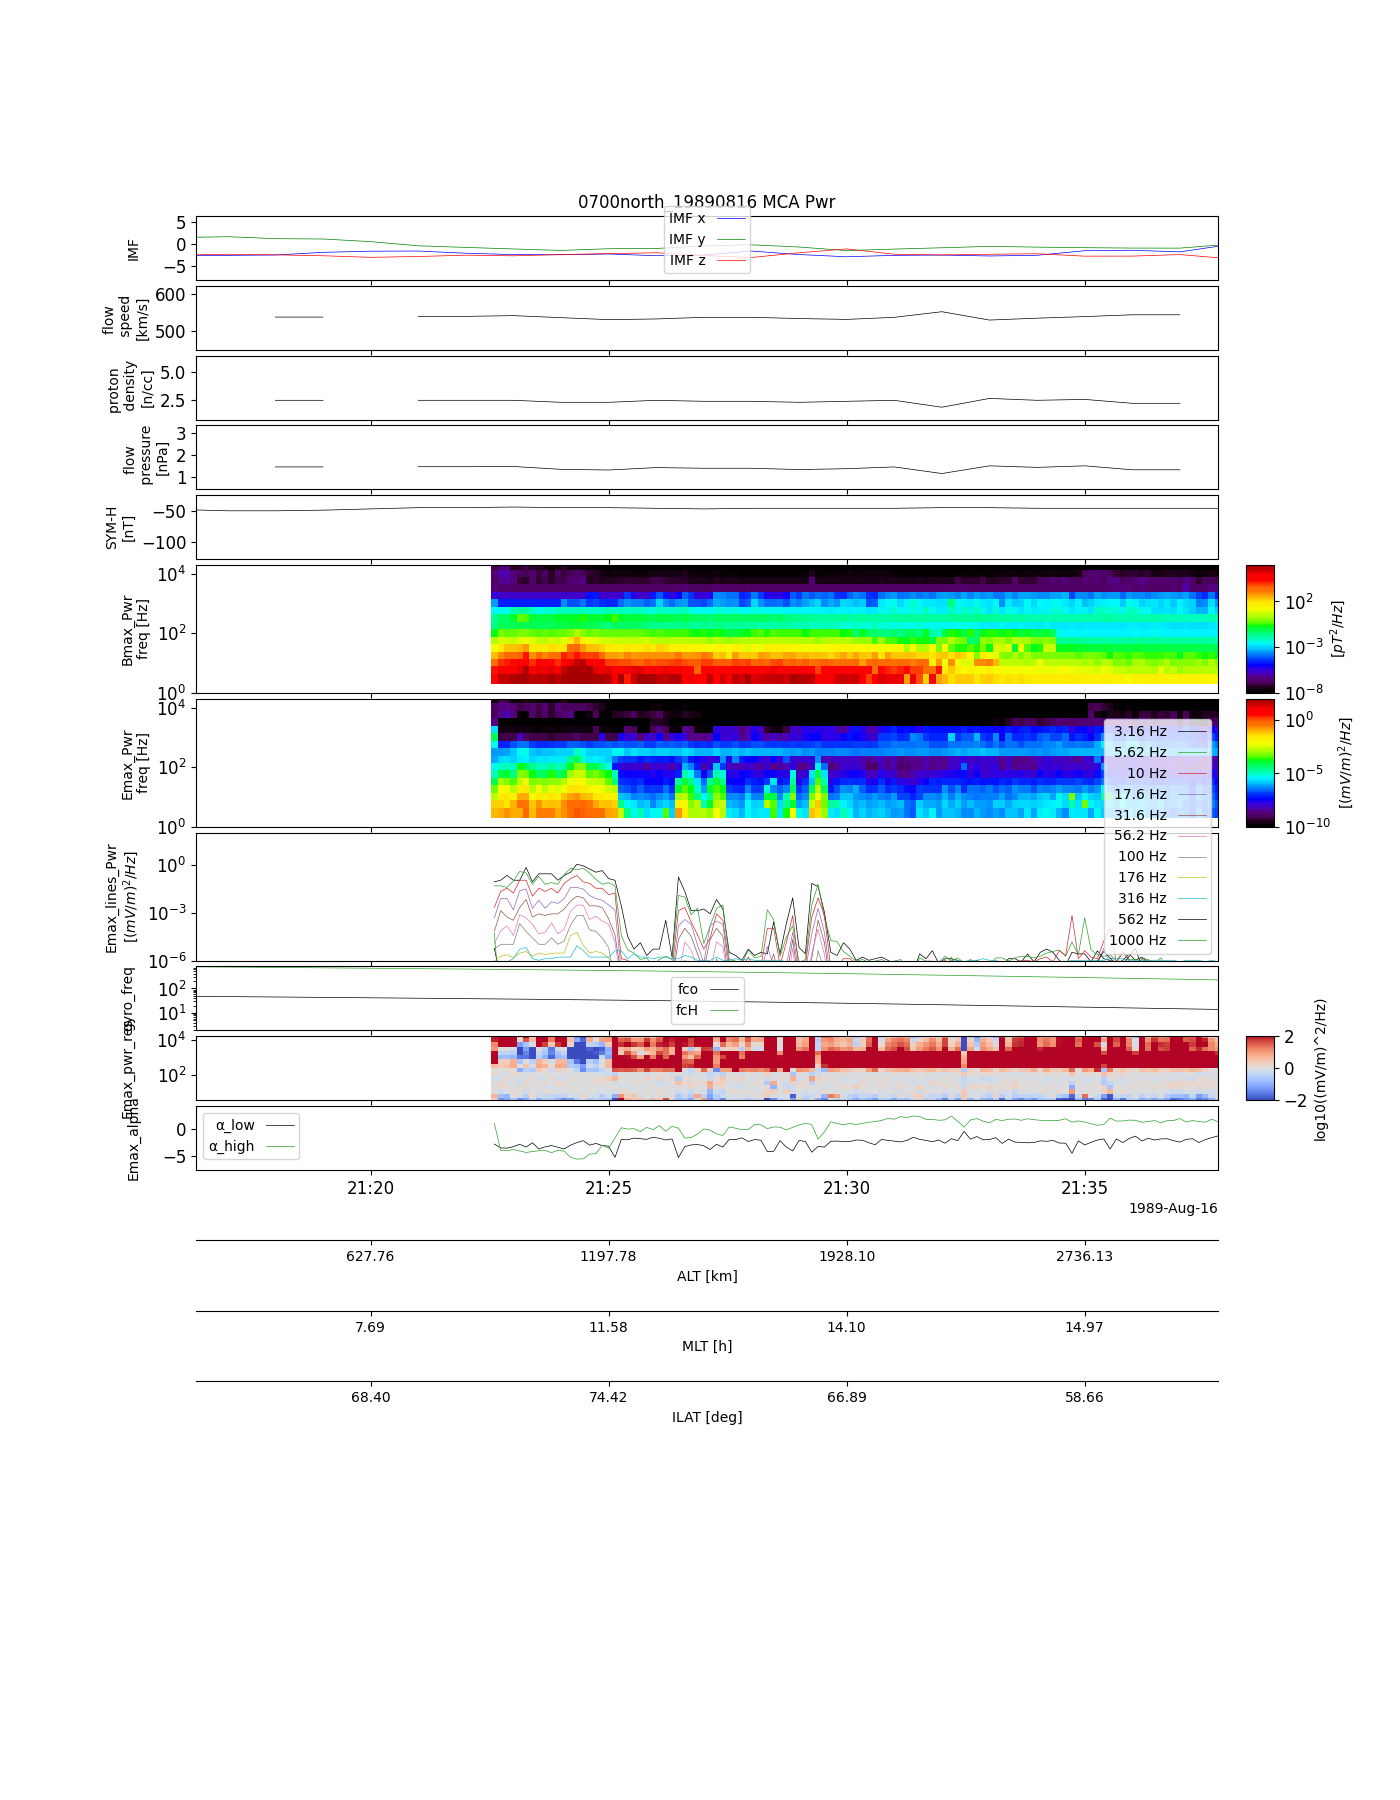 0700north_19890816 MCA Pwr
IMF
5
0
−5
IMF x
IMF y
IMF z
flow
speed
[km/s]
600
500
proton
density
[n/cc]
5.0
2.5
flow
pressure
[nPa]
3
2
1
SYM-H
[nT]
−50
−100
Bmax_Pwr
freq [Hz]
10^4
10^2
10^0
10^2
10^−3
10^−8
[pT^2/Hz]
Emax_Pwr
freq [Hz]
10^4
10^2
10^0
10^0
10^−5
10^−10
[(mV/m)^2/Hz]
3.16 Hz
5.62 Hz
10 Hz
17.6 Hz
31.6 Hz
56.2 Hz
100 Hz
176 Hz
316 Hz
562 Hz
1000 Hz
Emax_lines_Pwr
[(mV/m)^2/Hz]
10^0
10^−3
10^−6
gyro_freq
10^2
10^1
fco
fcH
Emax_pwr_res
10^4
10^2
2
0
−2
log10((mV/m)^2/Hz)
Emax_alpha
0
−5
α_low
α_high
21:20 21:25 21:30 21:35
1989-Aug-16
627.76 1197.78 1928.10 2736.13
ALT [km]
7.69 11.58 14.10 14.97
MLT [h]
68.40 74.42 66.89 58.66
ILAT [deg]